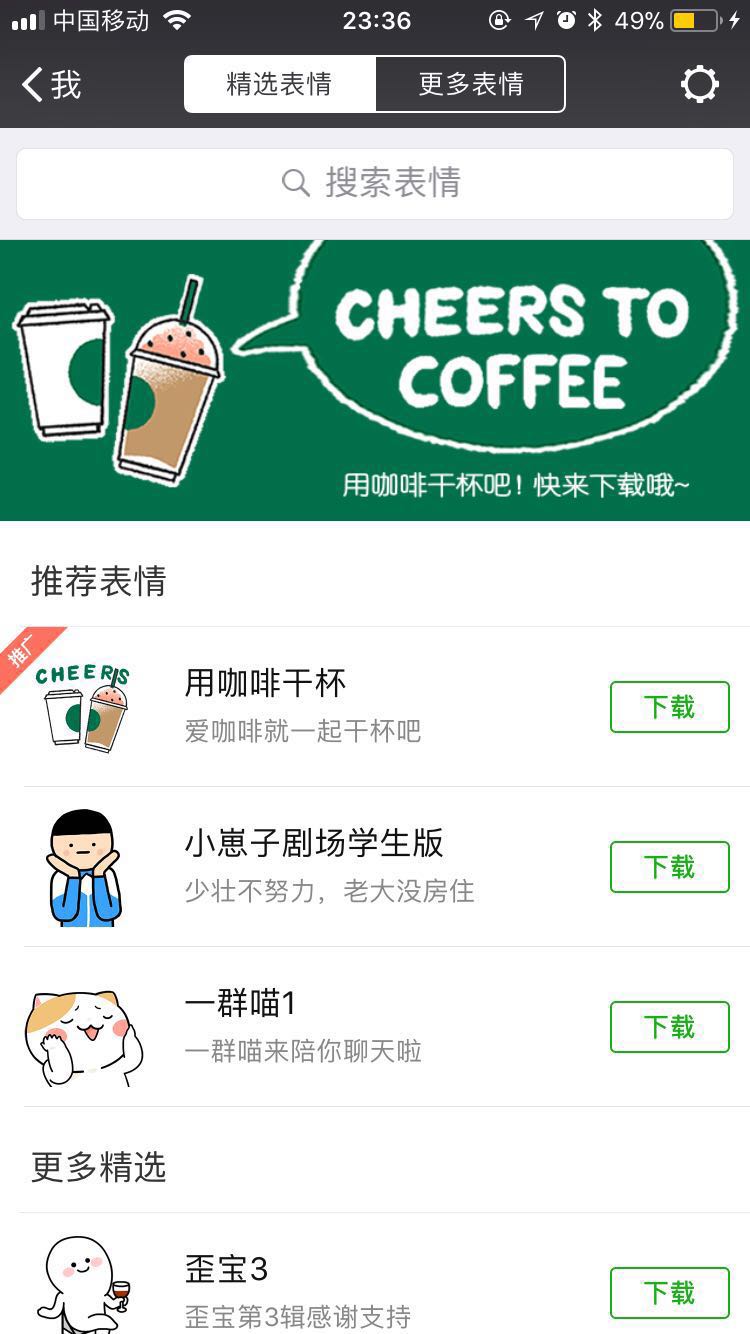 中国移动 23:36 49%
我 精选表情 更多表情
搜索表情
CHEERS TO
COFFEE
用咖啡干杯吧！快来下载哦~
推荐表情
推广
CHEERS
用咖啡干杯
爱咖啡就一起干杯吧
下载
小崽子剧场学生版
少壮不努力，老大没房住
下载
一群喵1
一群喵来陪你聊天啦
下载
更多精选
歪宝3
歪宝第3辑感谢支持
下载